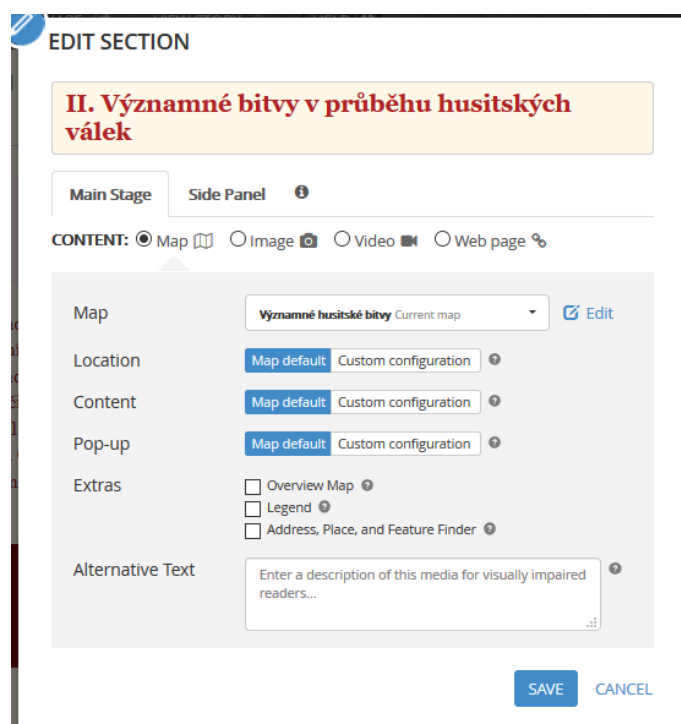 EDIT SECTION
II. Významné bitvy v průběhu husitských
válek
Main Stage Side Panel
CONTENT: Map Image Video Web page
Map Významné husitské bitvy Current map Edit
Location Map default Custom configuration
Content Map default Custom configuration
Pop-up Map default Custom configuration
Extras Overview Map
Legend
Address, Place, and Feature Finder
Alternative Text Enter a description of this media for visually impaired
readers...
SAVE CANCEL